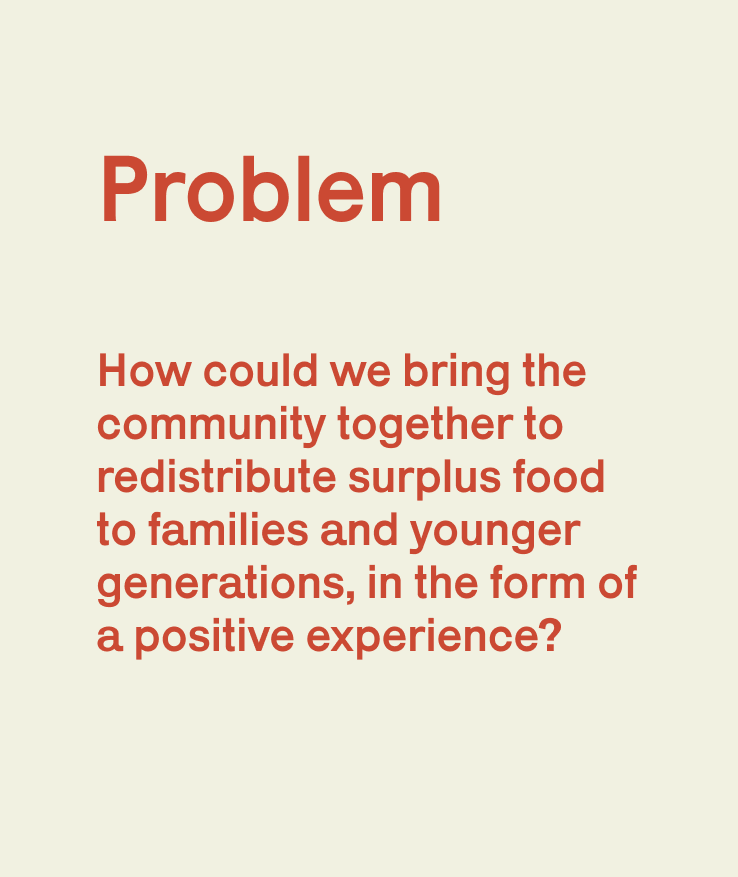 Problem
How could we bring the
community together to
redistribute surplus food
to families and younger
generations, in the form of
a positive experience?